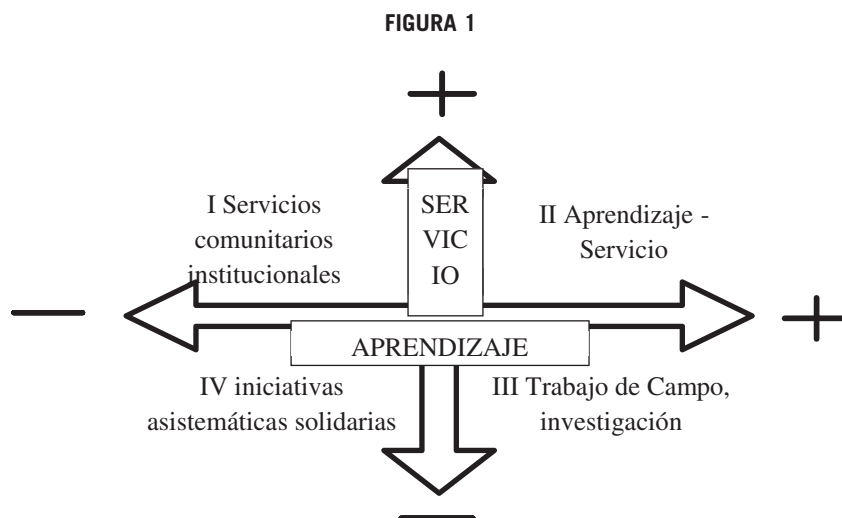 FIGURA 1
+
I Servicios
comunitarios
institucionales
SER
VIC
IO
II Aprendizaje -
Servicio
—
+
APRENDIZAJE
IV iniciativas
asistemáticas solidarias
III Trabajo de Campo,
investigación
—